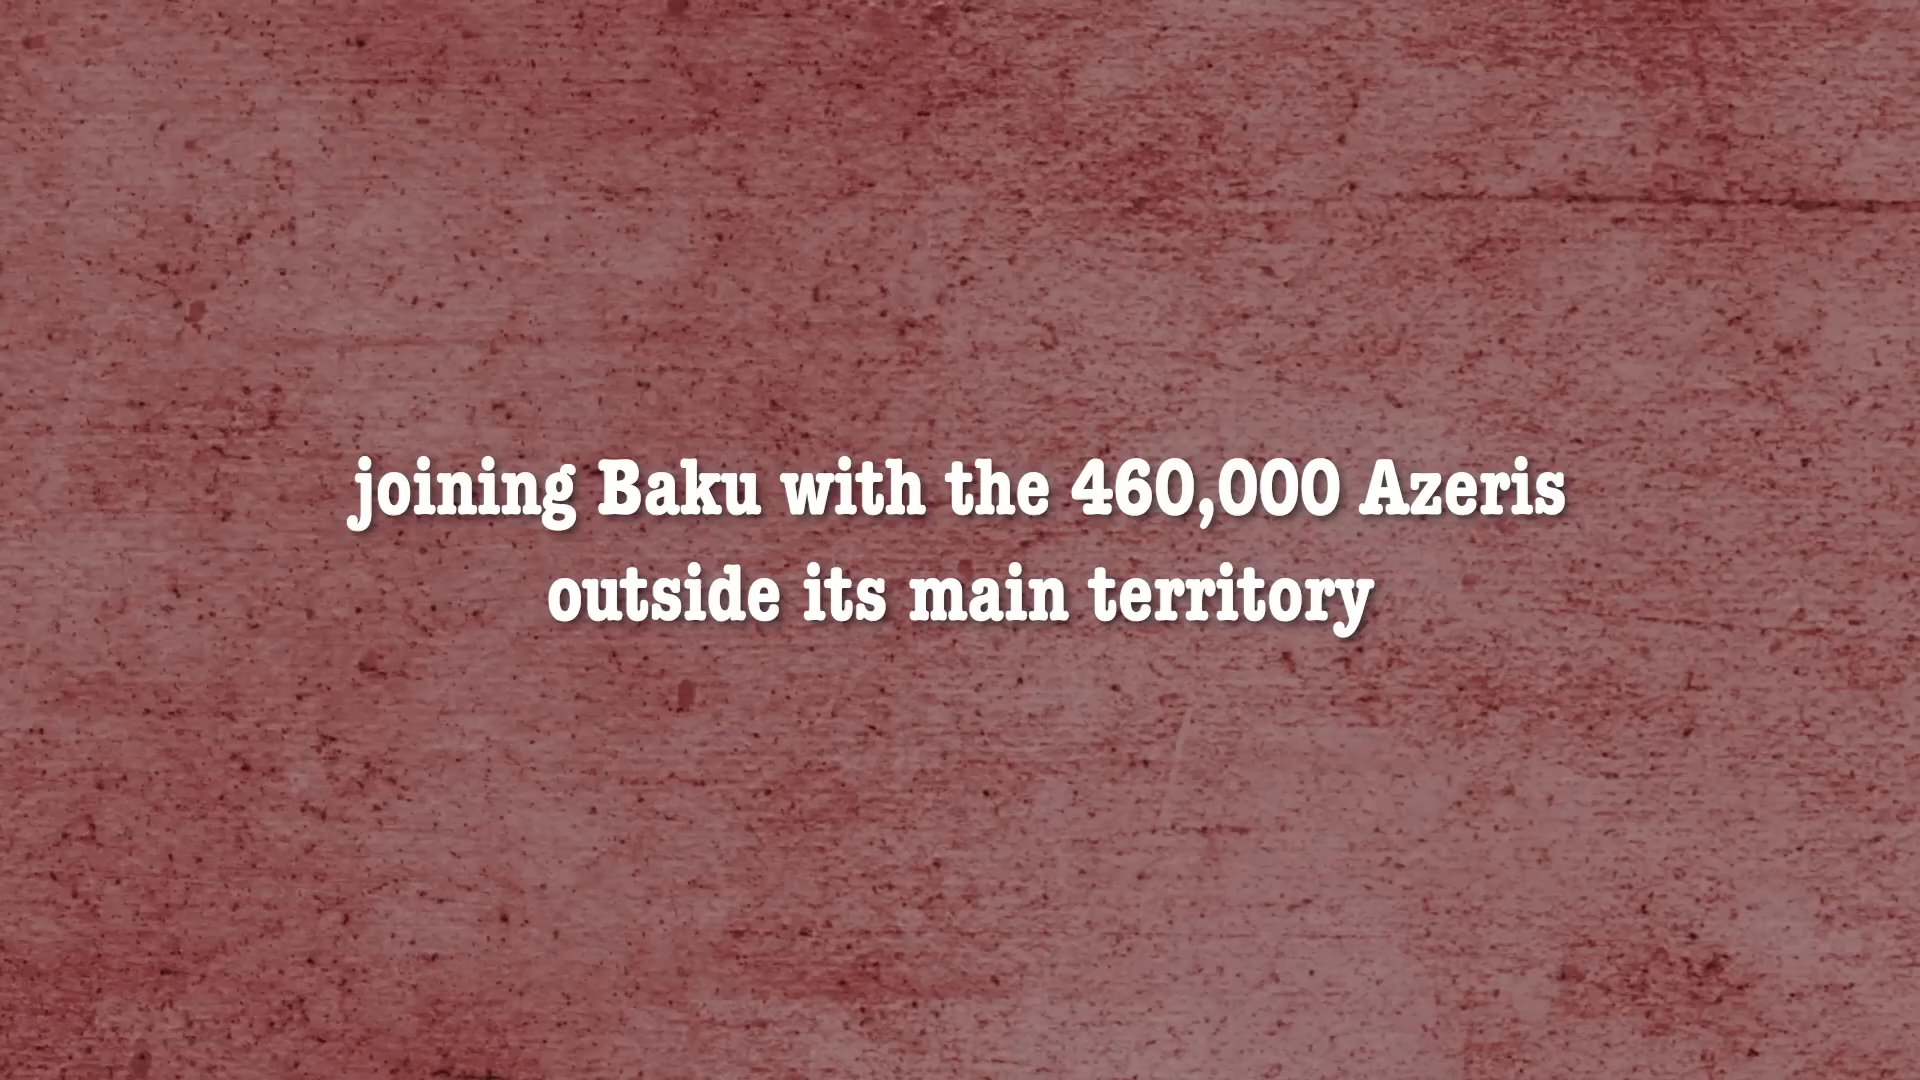 joining Baku with the 460,000 Azeris
outside its main territory